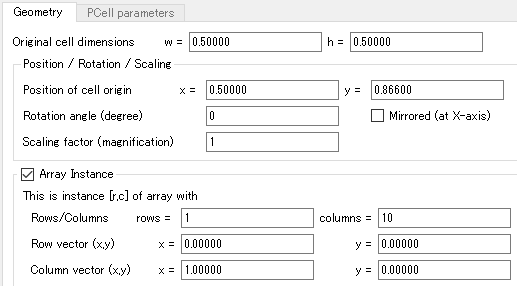 Geometry PCell parameters
Original cell dimensions w = 0.50000 h = 0.50000
Position / Rotation / Scaling
Position of cell origin x = 0.50000 y = 0.86600
Rotation angle (degree) 0 Mirrored (at X-axis)
Scaling factor (magnification) 1
Array Instance
This is instance [r,c] of array with
Rows/Columns rows = 1 columns = 10
Row vector (x,y) x = 0.00000 y = 0.00000
Column vector (x,y) x = 1.00000 y = 0.00000